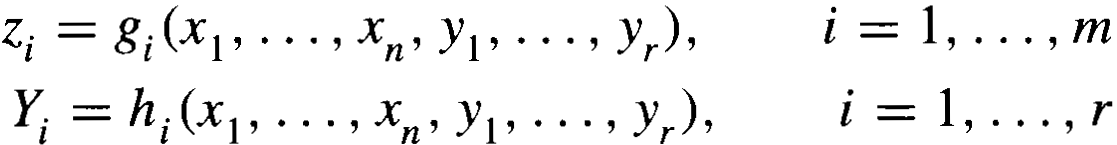 z_i = g_i(x_1, . . . , x_n, y_1, . . . , y_r), i = 1, . . . , m
Y_i = h_i(x_1, . . . , x_n, y_1, . . . , y_r), i = 1, . . . , r